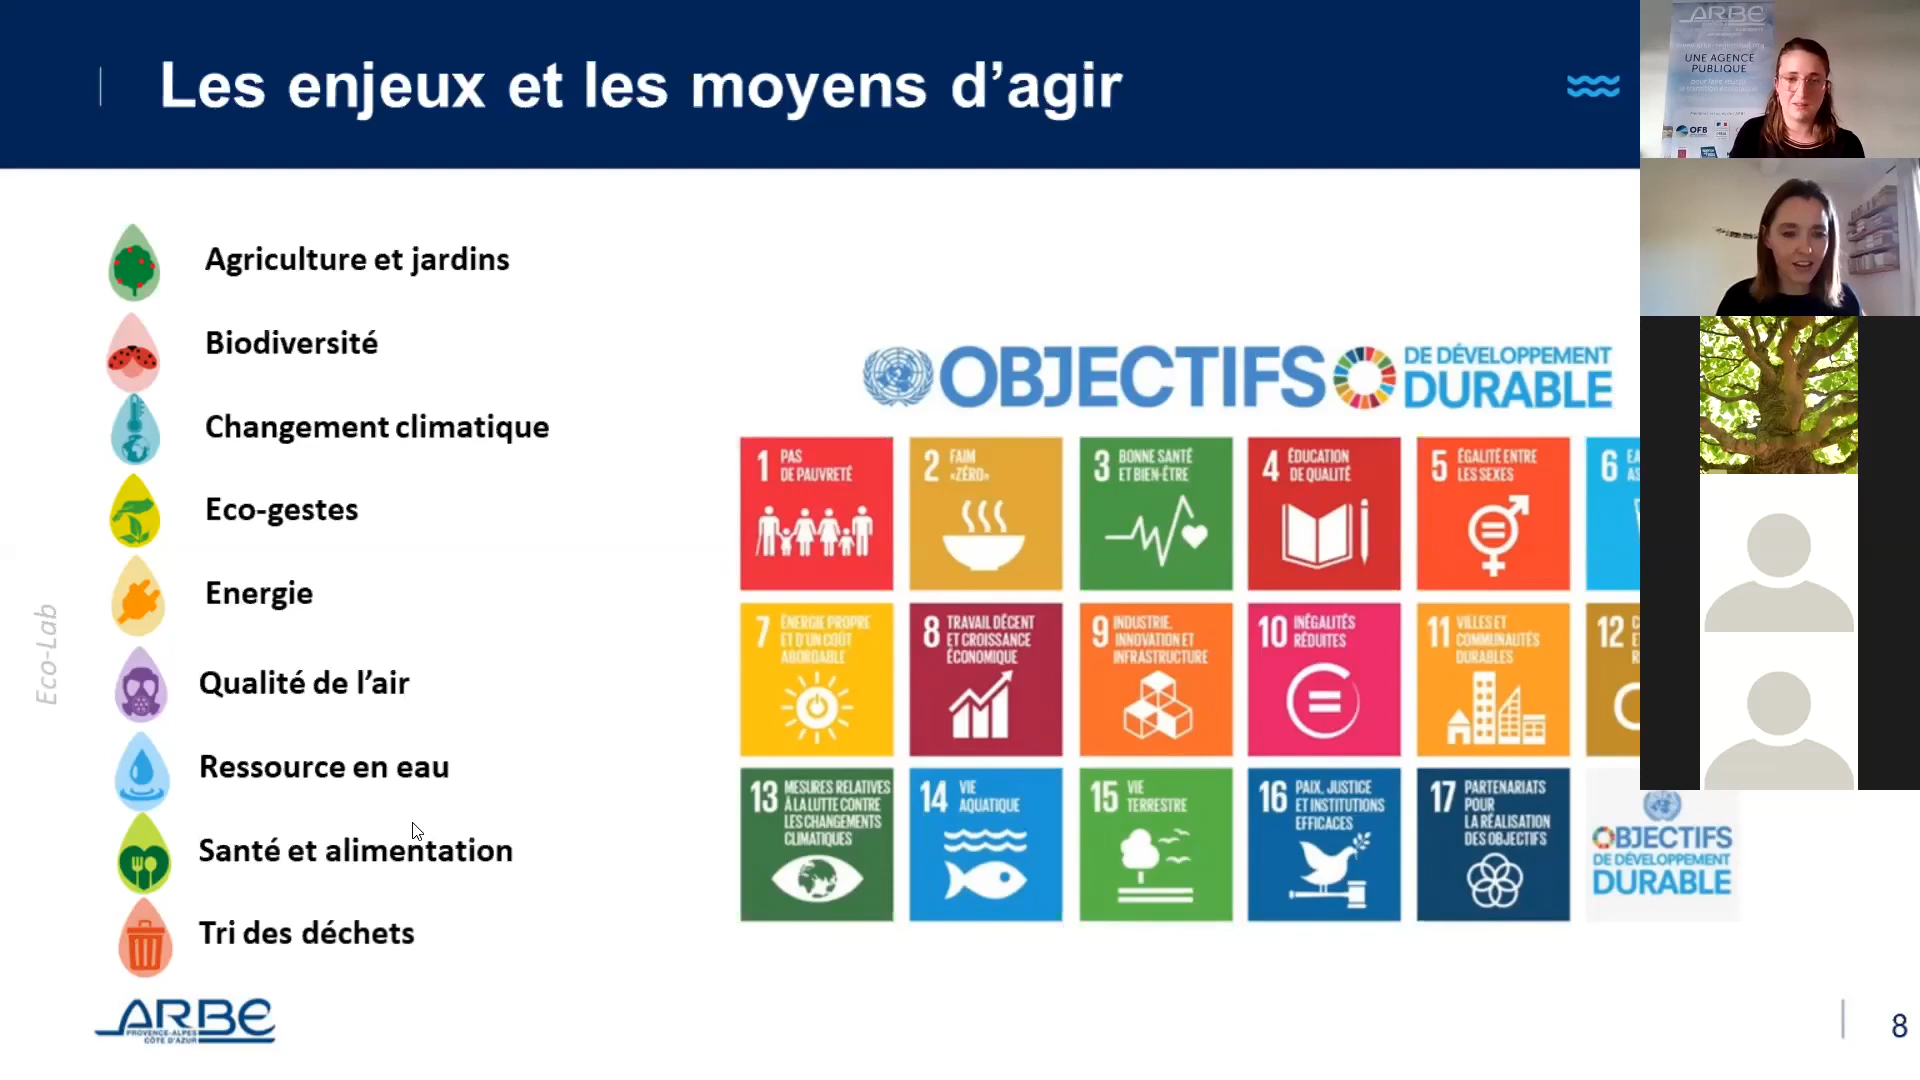 Les enjeux et les moyens d’agir
Agriculture et jardins
Biodiversité
Changement climatique
Eco-gestes
Energie
Qualité de l’air
Ressource en eau
Santé et alimentation
Tri des déchets
Eco-Lab
ARBE
PROVENCE-ALPES
CÔTE D'AZUR
OBJECTIFS
DE DÉVELOPPEMENT
DURABLE
1 PAS
DE PAUVRETÉ
2 FAIM
«ZÉRO»
3 BONNE SANTÉ
ET BIEN-ÊTRE
4 ÉDUCATION
DE QUALITÉ
5 ÉGALITÉ ENTRE
LES SEXES
6
7 ÉNERGIE PROPRE
ET D'UN COÛT
ABORDABLE
8 TRAVAIL DÉCENT
ET CROISSANCE
ÉCONOMIQUE
9 INDUSTRIE,
INNOVATION ET
INFRASTRUCTURE
10 INÉGALITÉS
RÉDUITES
11 VILLES ET
COMMUNAUTÉS
DURABLES
12
13 MESURES RELATIVES
À LA LUTTE CONTRE
LES CHANGEMENTS
CLIMATIQUES
14 VIE
AQUATIQUE
15 VIE
TERRESTRE
16 PAIX, JUSTICE
ET INSTITUTIONS
EFFICACES
17 PARTENARIATS
POUR
LA RÉALISATION
DES OBJECTIFS
OBJECTIFS
DE DÉVELOPPEMENT
DURABLE
8
ARBE
UNE AGENCE
PUBLIQUE
OFB